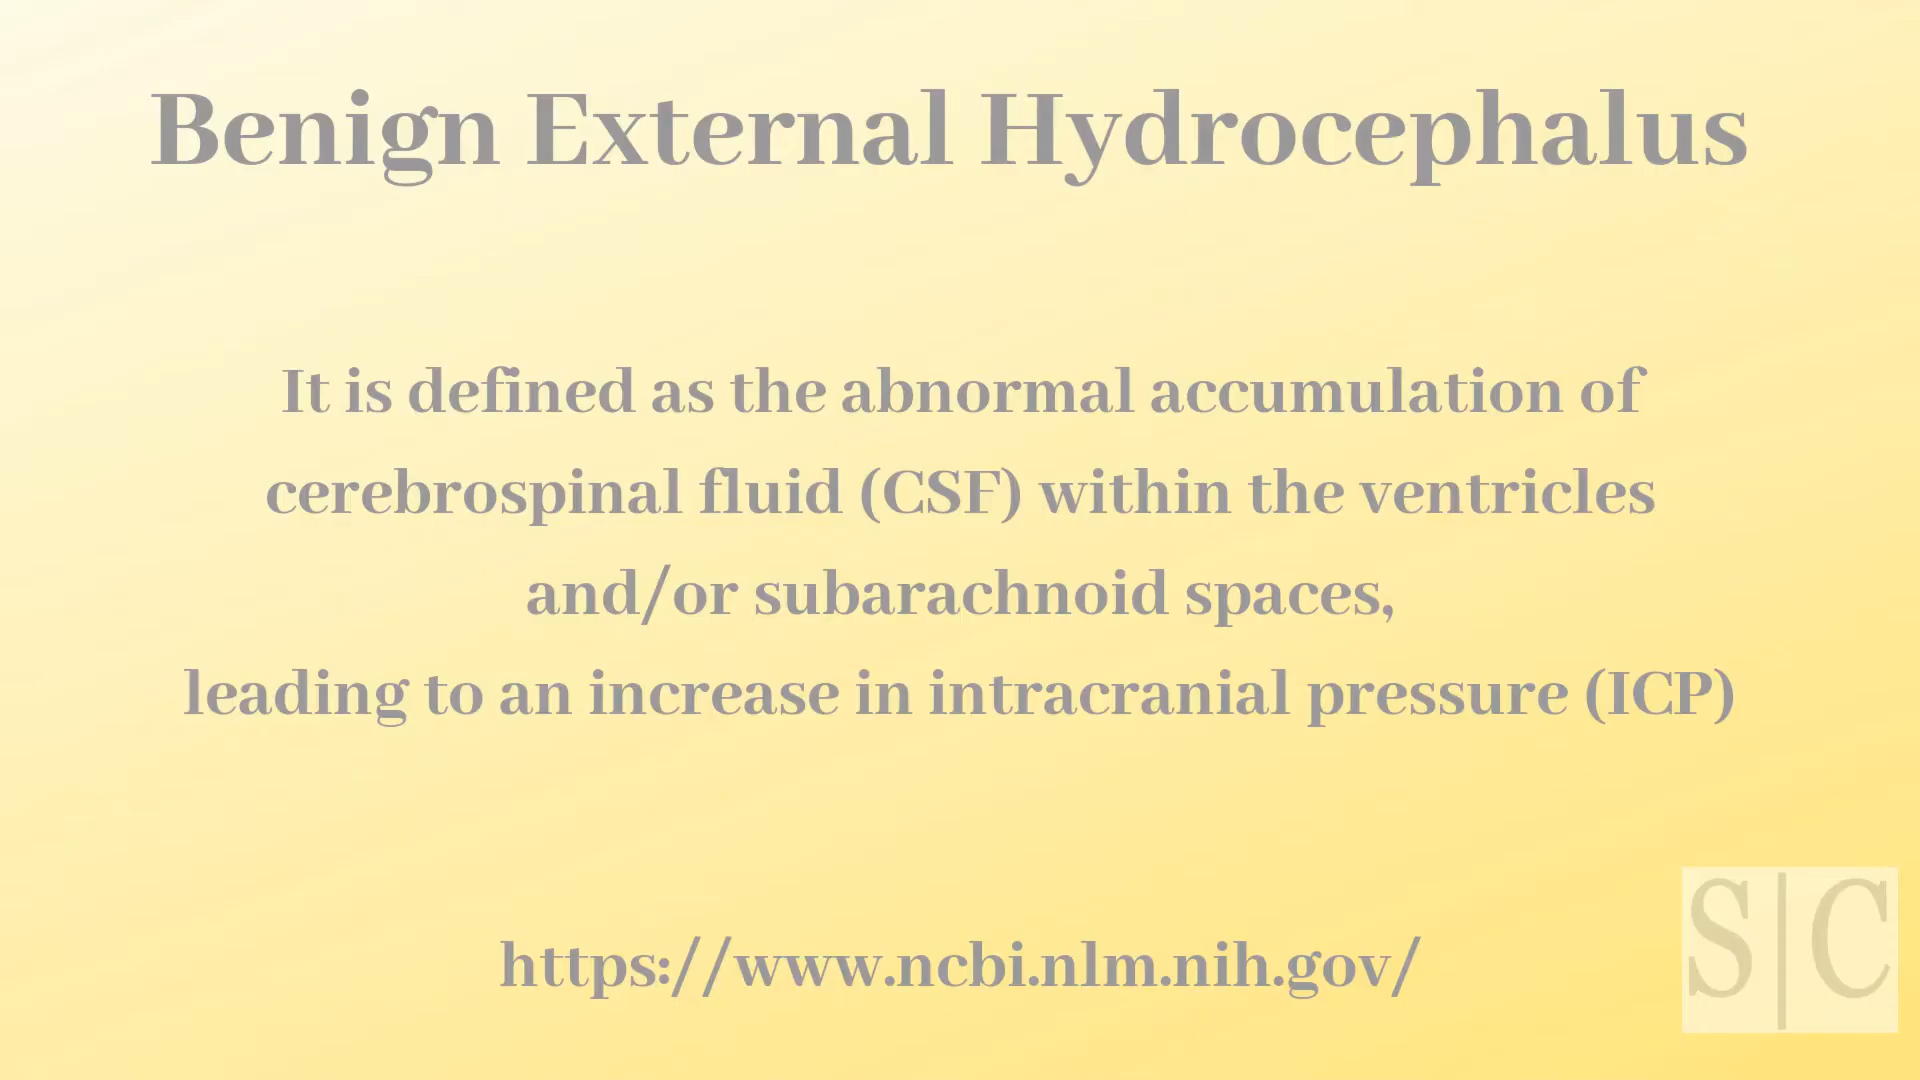 Benign External Hydrocephalus
It is defined as the abnormal accumulation of
cerebrospinal fluid (CSF) within the ventricles
and/or subarachnoid spaces,
leading to an increase in intracranial pressure (ICP)
https://www.ncbi.nlm.nih.gov/
S|C